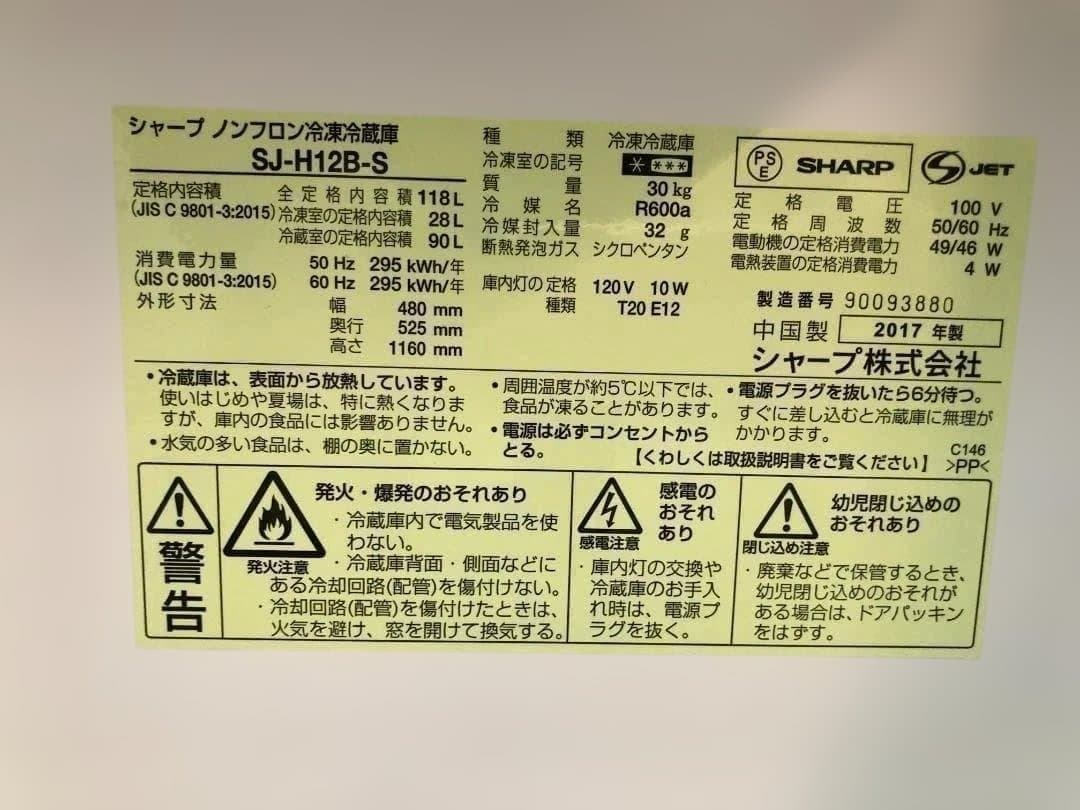 シャープ ノンフロン冷凍冷蔵庫
SJ-H12B-S
定格内容積
(JIS C 9801-3:2015)
全定格内容積 118 L
冷凍室の定格内容積 28 L
冷蔵室の定格内容積 90 L
消費電力量
(JIS C 9801-3:2015)
50 Hz 295 kWh/年
60 Hz 295 kWh/年
外形寸法
幅 480 mm
奥行 525 mm
高さ 1160 mm
種類 冷凍冷蔵庫
冷凍室の記号 * ***
質量 30 kg
冷媒名 R600a
冷媒封入量 32 g
断熱発泡ガス シクロペンタン
庫内灯の定格 120 V 10 W
種類 T20 E12
PS
E
SHARP
S JET
定格電圧 100 V
定格周波数 50/60 Hz
電動機の定格消費電力 49/46 W
電熱装置の定格消費電力 4 W
製造番号 90093880
中国製 2017 年製
シャープ株式会社
・冷蔵庫は、表面から放熱しています。
使いはじめや夏場は、特に熱くなりま
すが、庫内の食品には影響ありません。
・水気の多い食品は、棚の奥に置かない。
・周囲温度が約5℃以下では、
食品が凍ることがあります。
・電源は必ずコンセントから
とる。
・電源プラグを抜いたら6分待つ。
すぐに差し込むと冷蔵庫に無理が
かかります。
【くわしくは取扱説明書をご覧ください】
C146
>PP<
警告
発火注意
発火・爆発のおそれあり
・冷蔵庫内で電気製品を使
わない。
・冷蔵庫背面・側面などに
ある冷却回路(配管)を傷付けない。
・冷却回路(配管)を傷付けたときは、
火気を避け、窓を開けて換気する。
感電注意
感電の
おそれ
あり
・庫内灯の交換や
冷蔵庫のお手入
れ時は、電源プ
ラグを抜く。
閉じ込め注意
幼児閉じ込めの
おそれあり
・廃棄などで保管するとき、
幼児閉じ込めのおそれが
ある場合は、ドアパッキン
をはずす。